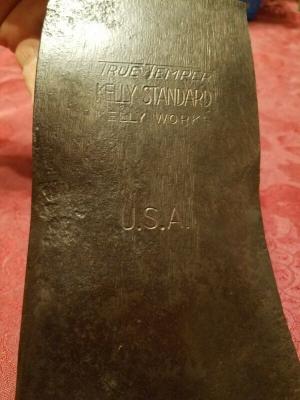 TRUE TEMPER
KELLY STANDARD
KELLY WORKS
U.S.A.